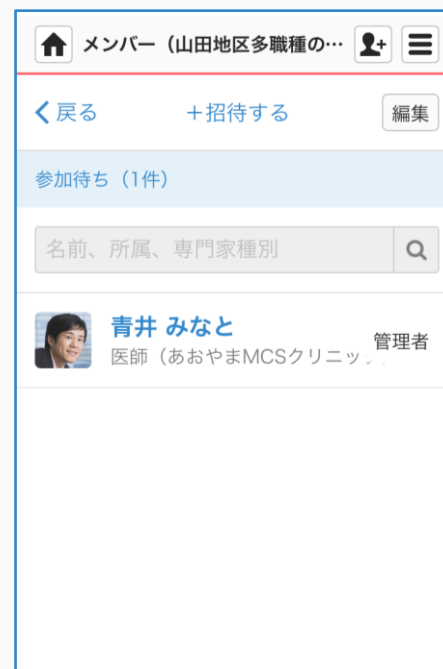 メンバー（山田地区多職種の…
戻る
＋招待する
編集
参加待ち（1件）
名前、所属、専門家種別
青井 みなと
管理者
医師（あおやまMCSクリニッ